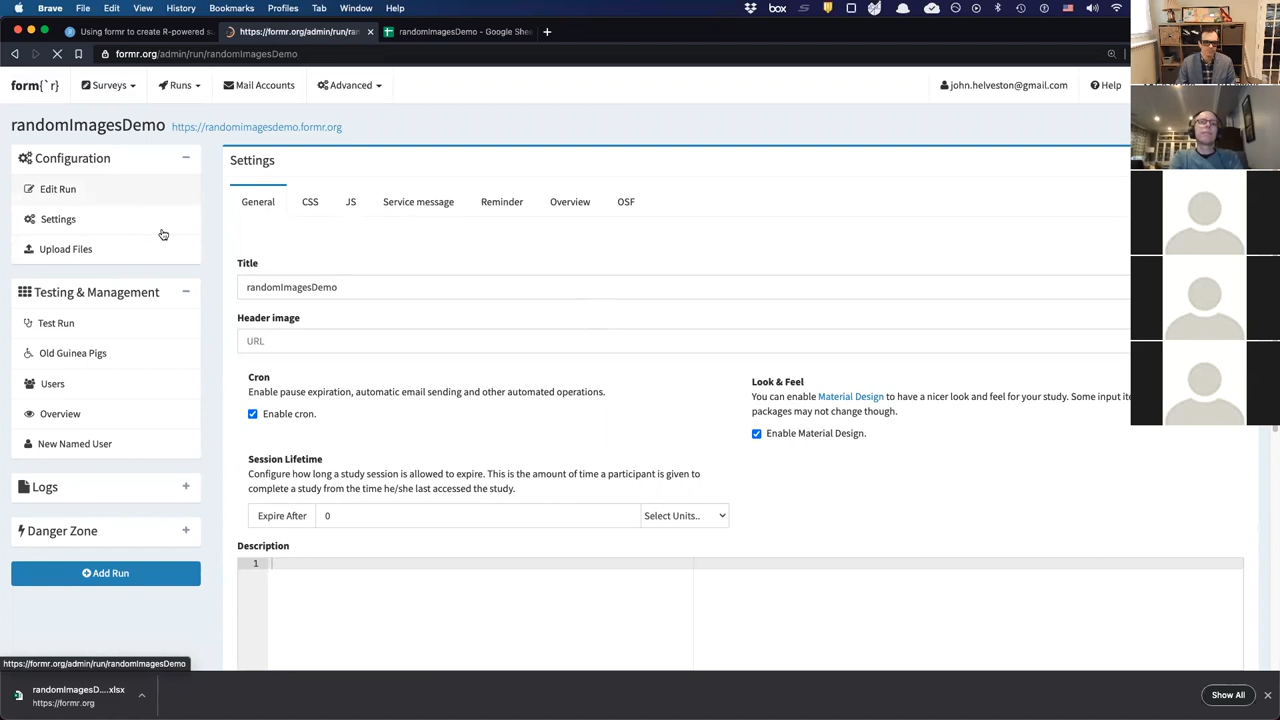 Brave File Edit View History Bookmarks Profiles Tab Window Help
Using formr to create R-powered su
https://formr.org/admin/run/ran
randomImagesDemo - Google She
formr.org/admin/run/randomImagesDemo
form{`r} Surveys Runs Mail Accounts Advanced john.helveston@gmail.com Help
randomImagesDemo https://randomimagesdemo.formr.org
Configuration
Edit Run
Settings
Upload Files
Testing & Management
Test Run
Old Guinea Pigs
Users
Overview
New Named User
Logs
Danger Zone
Add Run
Settings
General CSS JS Service message Reminder Overview OSF
Title
randomImagesDemo
Header image
URL
Cron
Enable pause expiration, automatic email sending and other automated operations.
Enable cron.
Look & Feel
You can enable Material Design to have a nicer look and feel for your study. Some input ite
packages may not change though.
Enable Material Design.
Session Lifetime
Configure how long a study session is allowed to expire. This is the amount of time a participant is given to
complete a study from the time he/she last accessed the study.
Expire After 0 Select Units..
Description
1
https://formr.org/admin/run/randomImagesDemo
randomImagesD....xlsx
https://formr.org
Show All